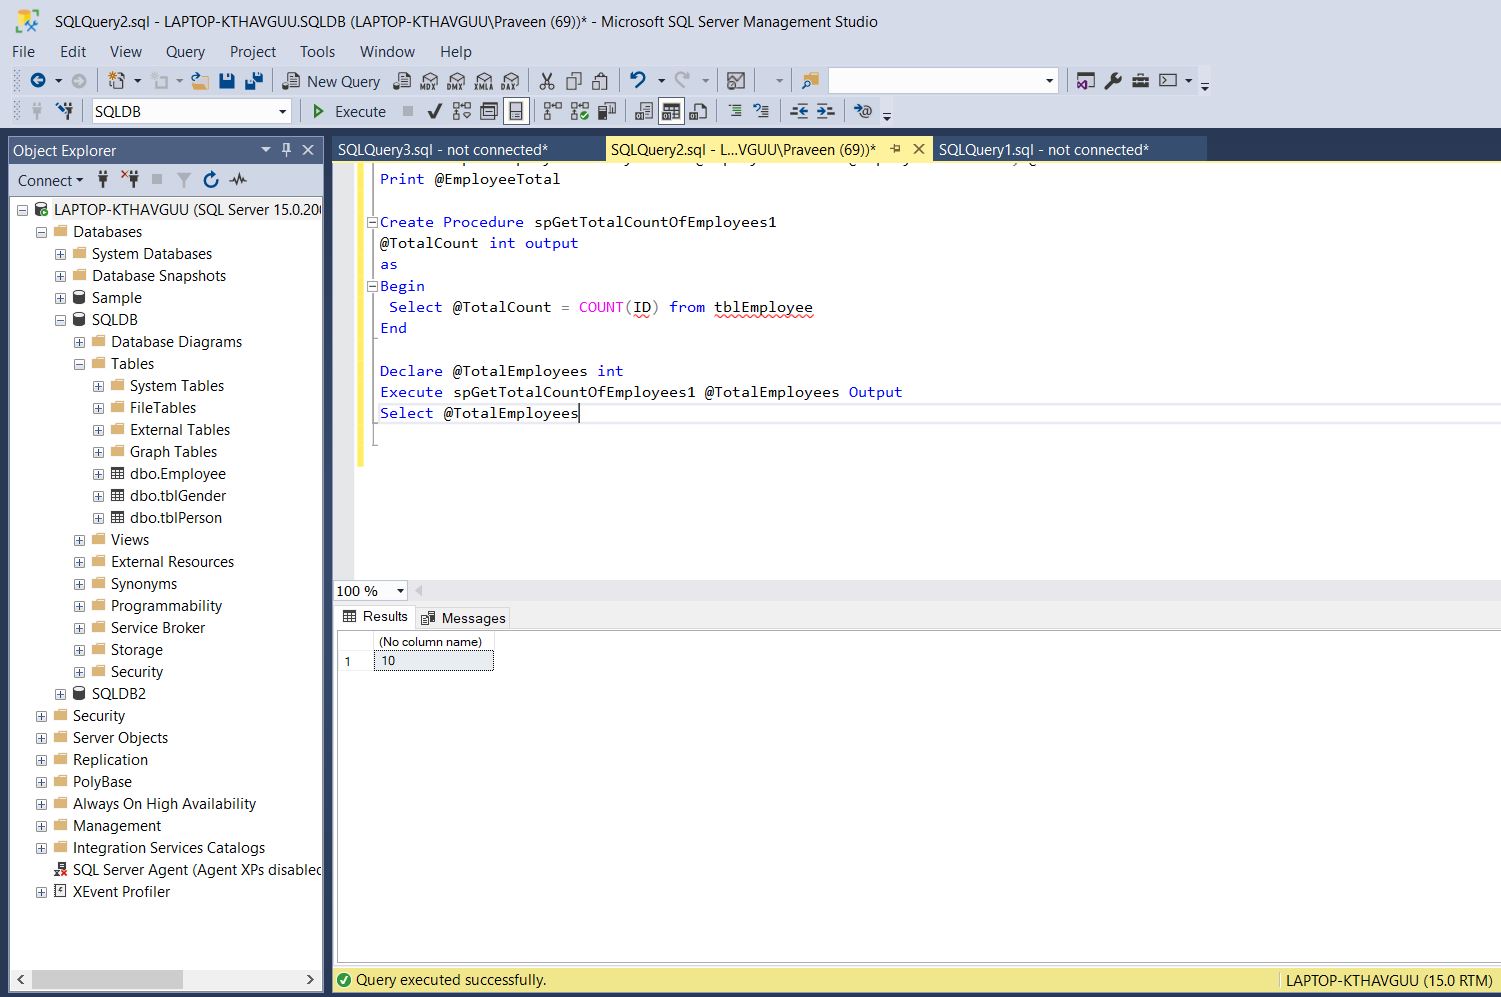 SQLQuery2.sql - LAPTOP-KTHAVGUU.SQLDB (LAPTOP-KTHAVGUU\Praveen (69))* - Microsoft SQL Server Management Studio
File Edit View Query Project Tools Window Help
New Query
MDX DMX XMLA DAX
SQLDB
Execute
Object Explorer
Connect
LAPTOP-KTHAVGUU (SQL Server 15.0.200
Databases
System Databases
Database Snapshots
Sample
SQLDB
Database Diagrams
Tables
System Tables
FileTables
External Tables
Graph Tables
dbo.Employee
dbo.tblGender
dbo.tblPerson
Views
External Resources
Synonyms
Programmability
Service Broker
Storage
Security
SQLDB2
Security
Server Objects
Replication
PolyBase
Always On High Availability
Management
Integration Services Catalogs
SQL Server Agent (Agent XPs disabled
XEvent Profiler
SQLQuery3.sql - not connected*
SQLQuery2.sql - L...VGUU\Praveen (69))*
SQLQuery1.sql - not connected*
Print @EmployeeTotal
Create Procedure spGetTotalCountOfEmployees1
@TotalCount int output
as
Begin
Select @TotalCount = COUNT(ID) from tblEmployee
End
Declare @TotalEmployees int
Execute spGetTotalCountOfEmployees1 @TotalEmployees Output
Select @TotalEmployees
100 %
Results
Messages
(No column name)
1 10
Query executed successfully.
LAPTOP-KTHAVGUU (15.0 RTM)